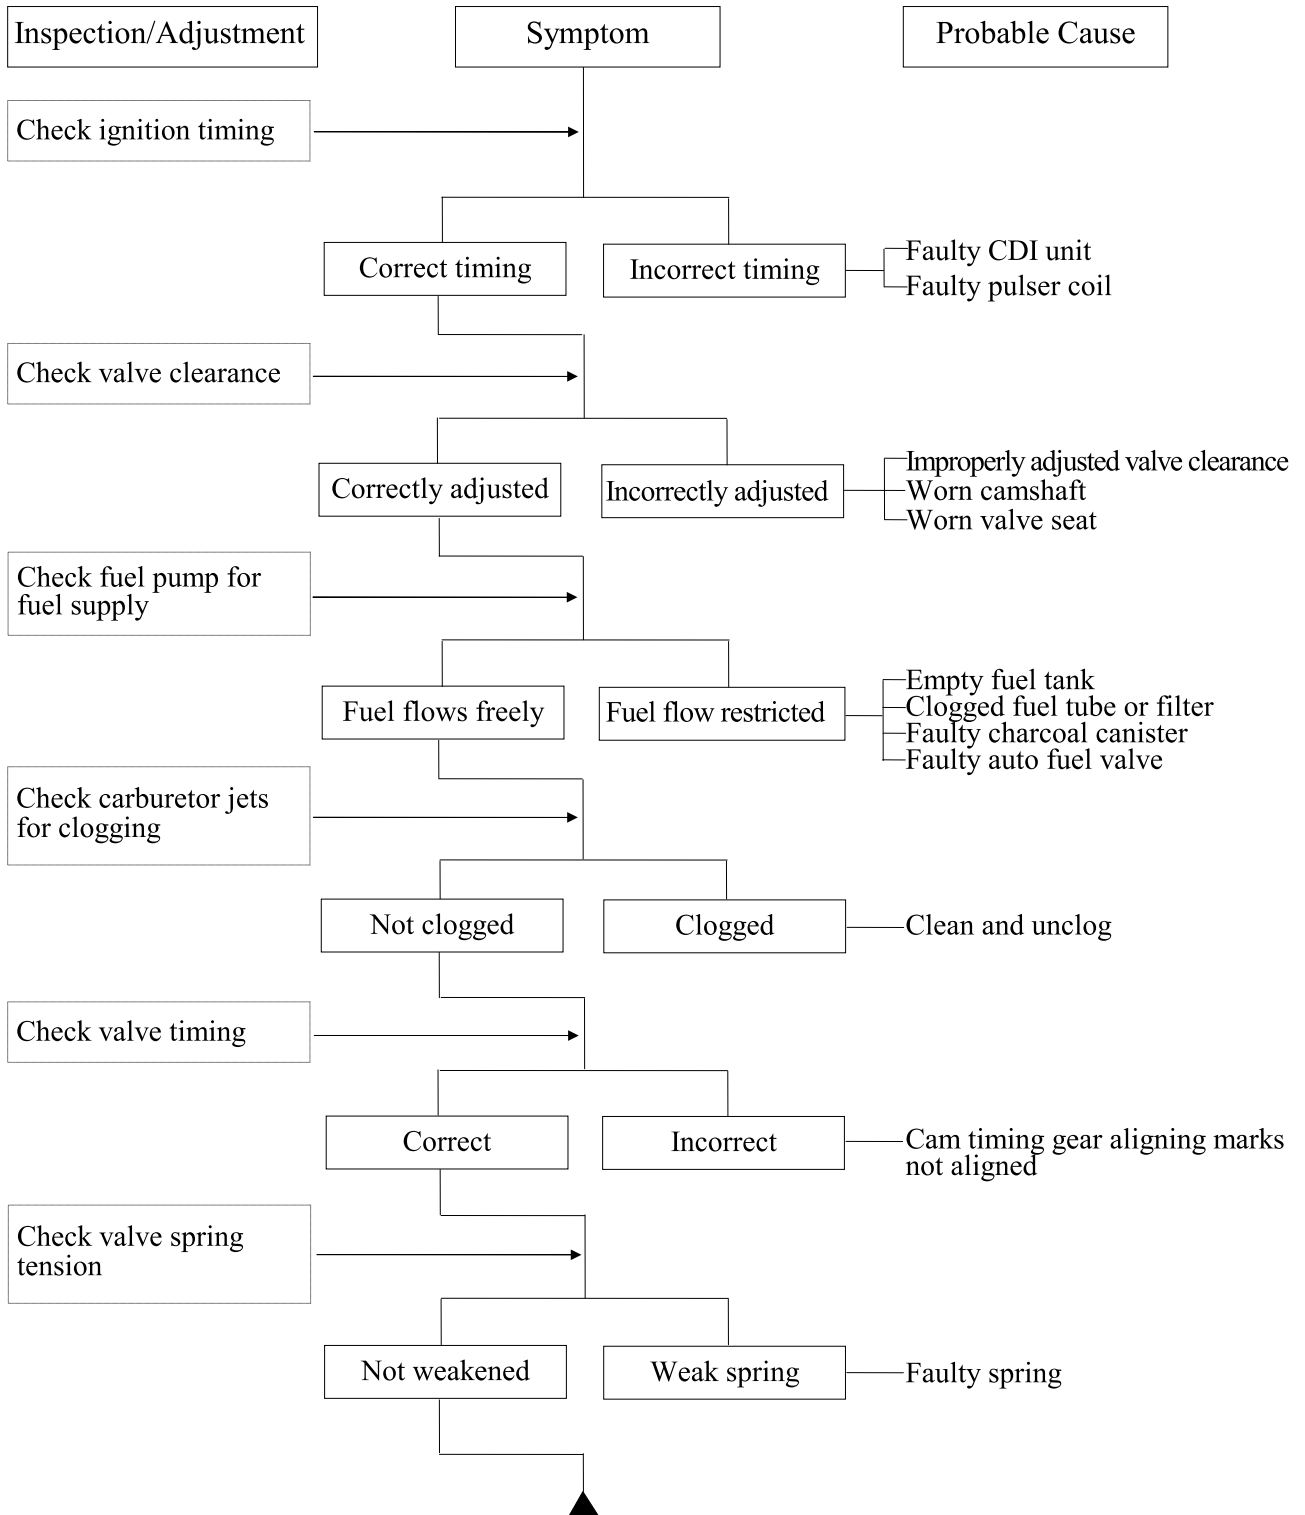 Inspection/Adjustment
Symptom
Probable Cause
Check ignition timing
Correct timing
Incorrect timing
Faulty CDI unit
Faulty pulser coil
Check valve clearance
Correctly adjusted
Incorrectly adjusted
Improperly adjusted valve clearance
Worn camshaft
Worn valve seat
Check fuel pump for
fuel supply
Fuel flows freely
Fuel flow restricted
Empty fuel tank
Clogged fuel tube or filter
Faulty charcoal canister
Faulty auto fuel valve
Check carburetor jets
for clogging
Not clogged
Clogged
Clean and unclog
Check valve timing
Correct
Incorrect
Cam timing gear aligning marks
not aligned
Check valve spring
tension
Not weakened
Weak spring
Faulty spring